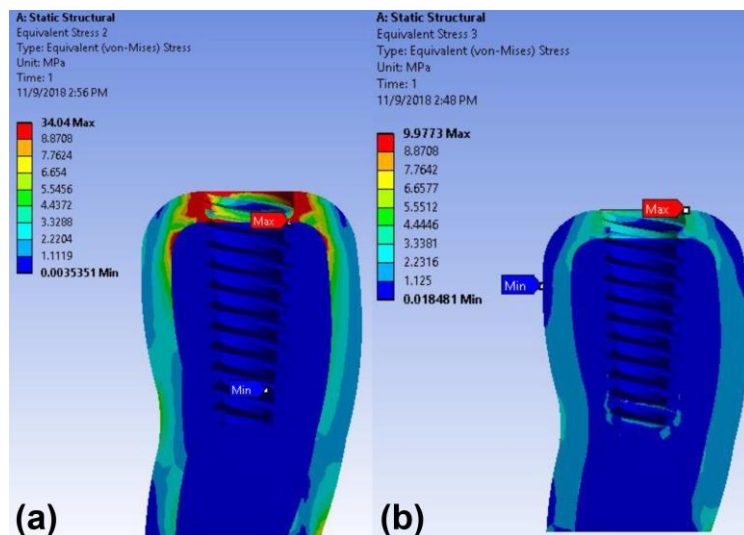 A: Static Structural
Equivalent Stress 2
Type: Equivalent (von-Mises) Stress
Unit: MPa
Time: 1
11/9/2018 2:56 PM
34.04 Max
8.8708
7.7624
6.654
5.5456
4.4372
3.3288
2.2204
1.1119
0.0035351 Min
Max
Min
(a)
A: Static Structural
Equivalent Stress 3
Type: Equivalent (von-Mises) Stress
Unit: MPa
Time: 1
11/9/2018 2:48 PM
9.9773 Max
8.8708
7.7642
6.6577
5.5512
4.4446
3.3381
2.2316
1.125
0.018481 Min
Max
Min
(b)